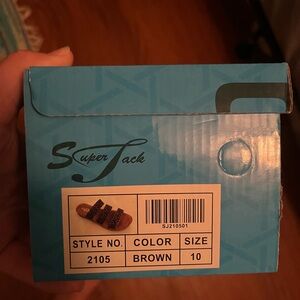 Super Jack
SJ210501
STYLE NO. COLOR SIZE
2105 BROWN 10